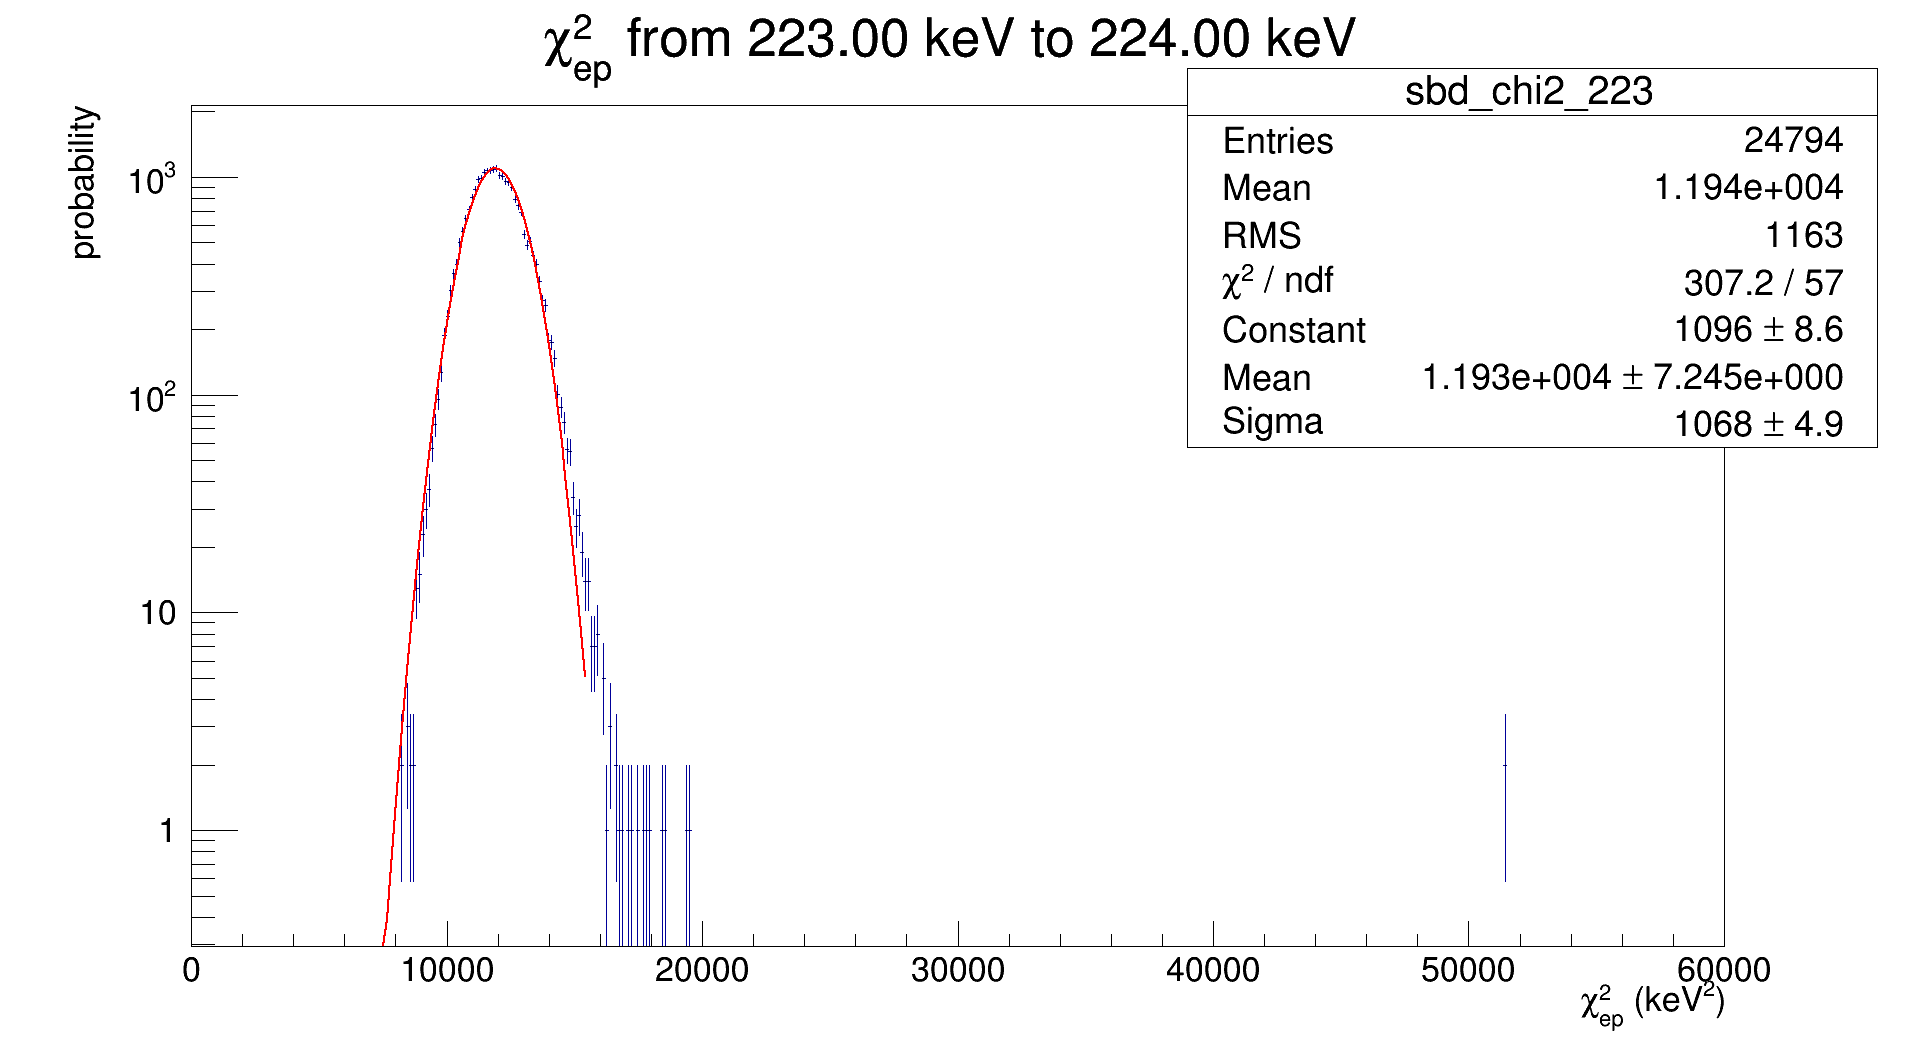 χ²ep from 223.00 keV to 224.00 keV
sbd_chi2_223
Entries 24794
Mean 1.194e+004
RMS 1163
χ² / ndf 307.2 / 57
Constant 1096 ± 8.6
Mean 1.193e+004 ± 7.245e+000
Sigma 1068 ± 4.9
probability
10³
10²
10
1
0 10000 20000 30000 40000 50000 60000
χ²ep (keV²)